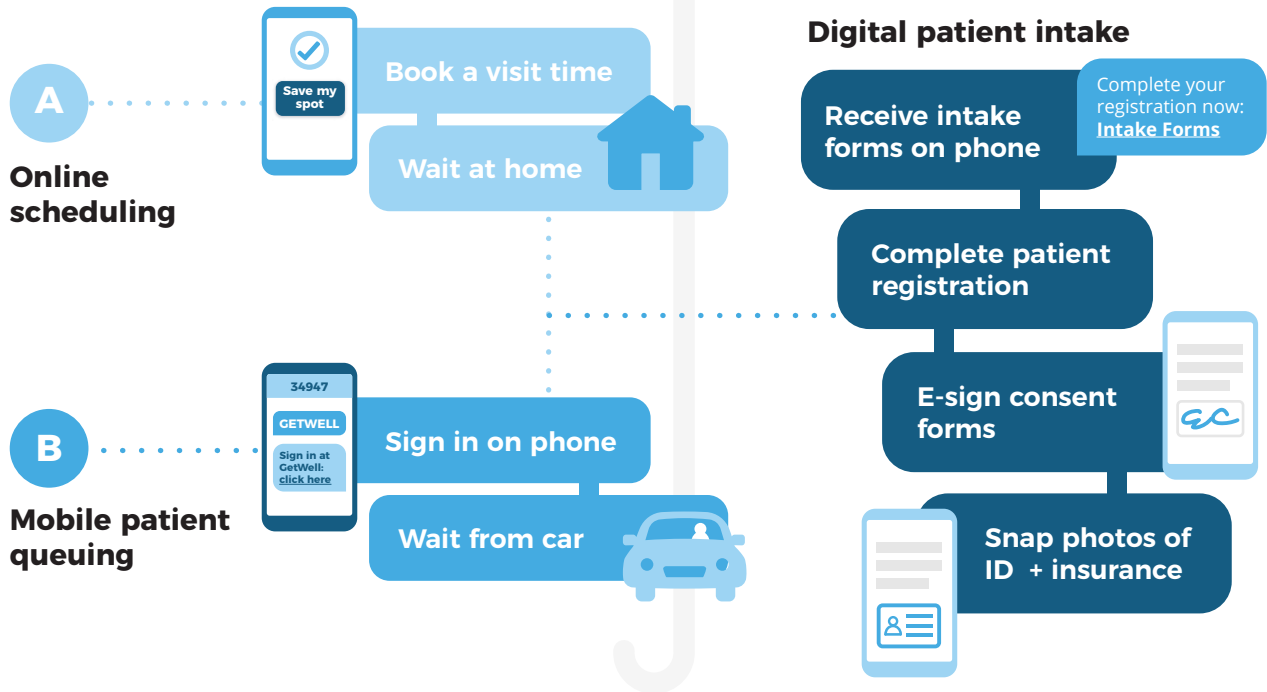 A
Online
scheduling
Save my
spot
Book a visit time
Wait at home
B
Mobile patient
queuing
34947
GETWELL
Sign in at
GetWell:
click here
Sign in on phone
Wait from car
Digital patient intake
Receive intake
forms on phone
Complete your
registration now:
Intake Forms
Complete patient
registration
E-sign consent
forms
Snap photos of
ID + insurance